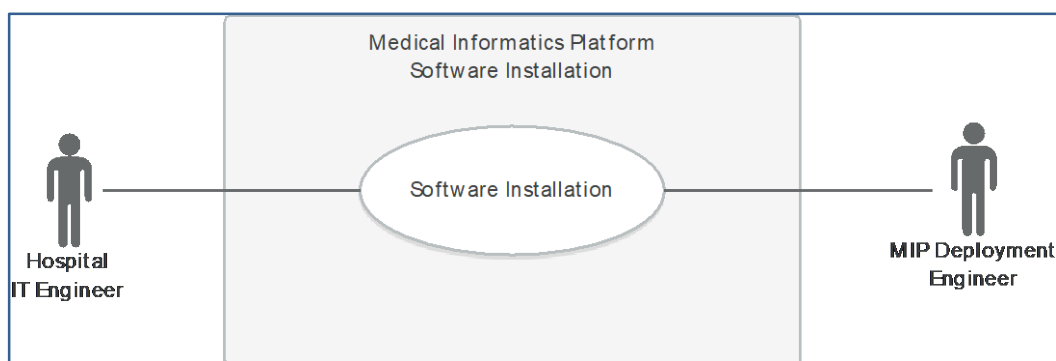 Medical Informatics Platform
Software Installation
Software Installation
Hospital
IT Engineer
MIP Deployment
Engineer